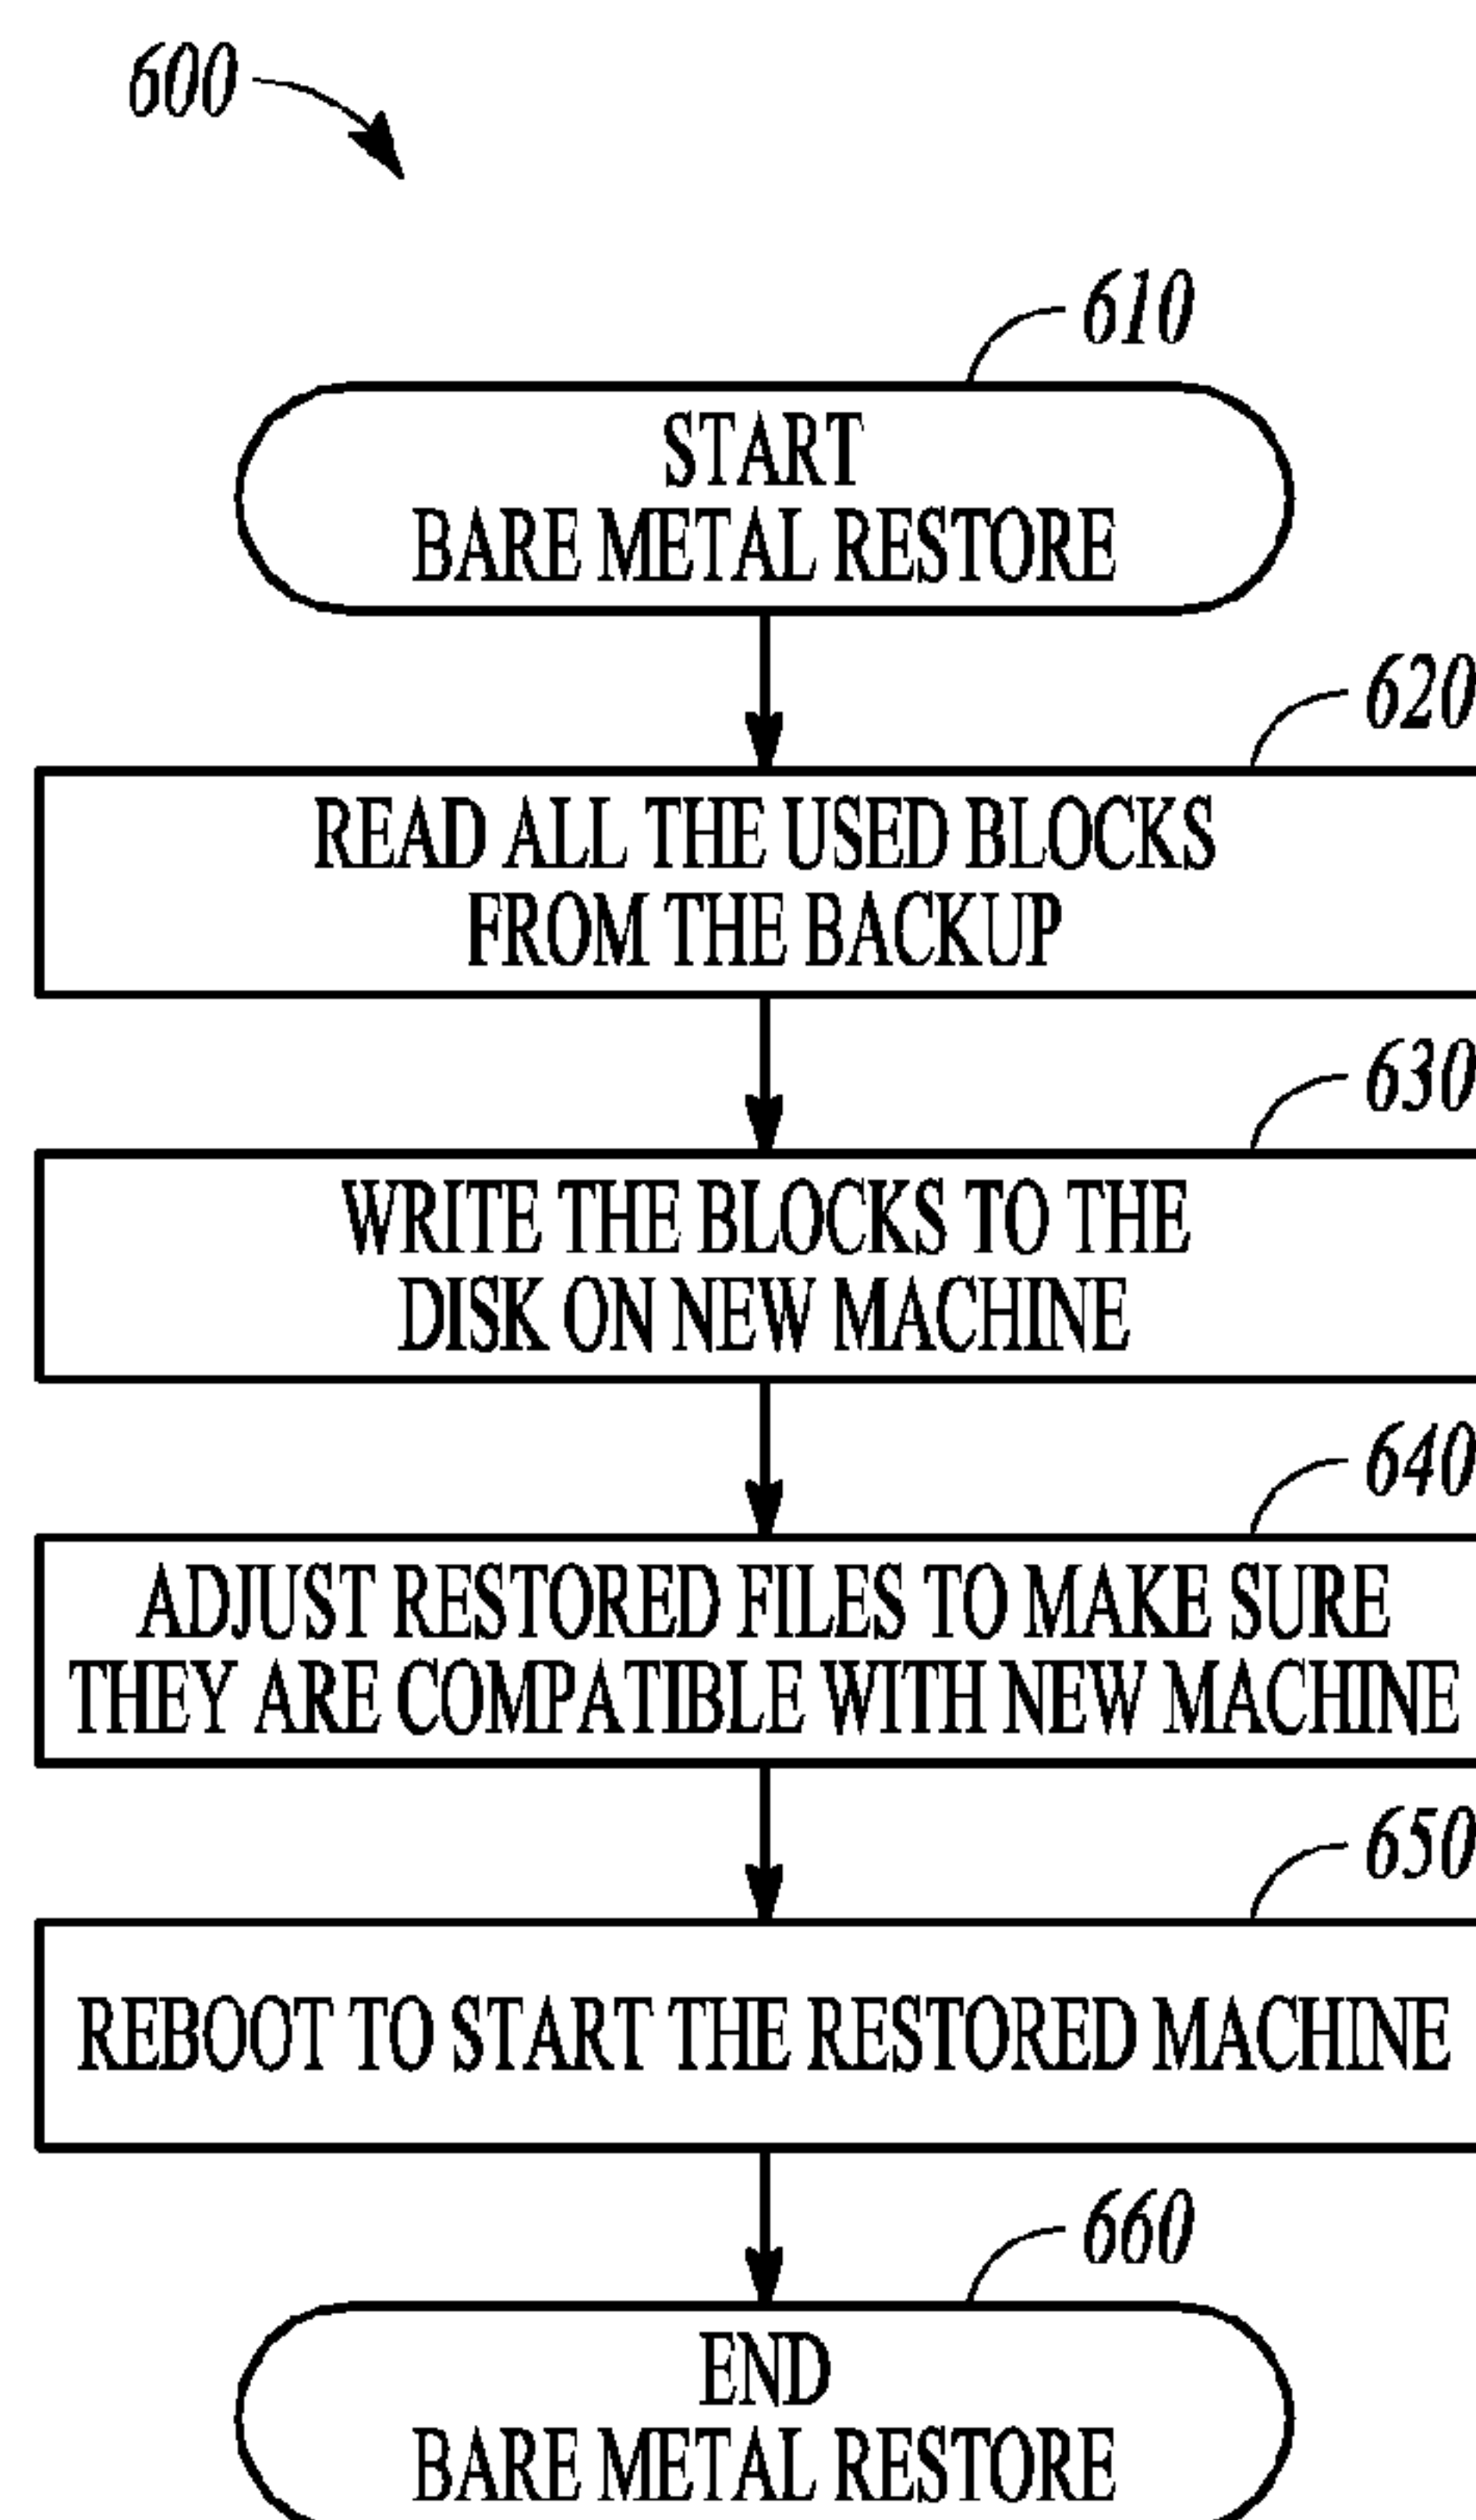 600
610
START
BARE METAL RESTORE
620
READ ALL THE USED BLOCKS
FROM THE BACKUP
630
WRITE THE BLOCKS TO THE
DISK ON NEW MACHINE
640
ADJUST RESTORED FILES TO MAKE SURE
THEY ARE COMPATIBLE WITH NEW MACHINE
650
REBOOT TO START THE RESTORED MACHINE
660
END
BARE METAL RESTORE